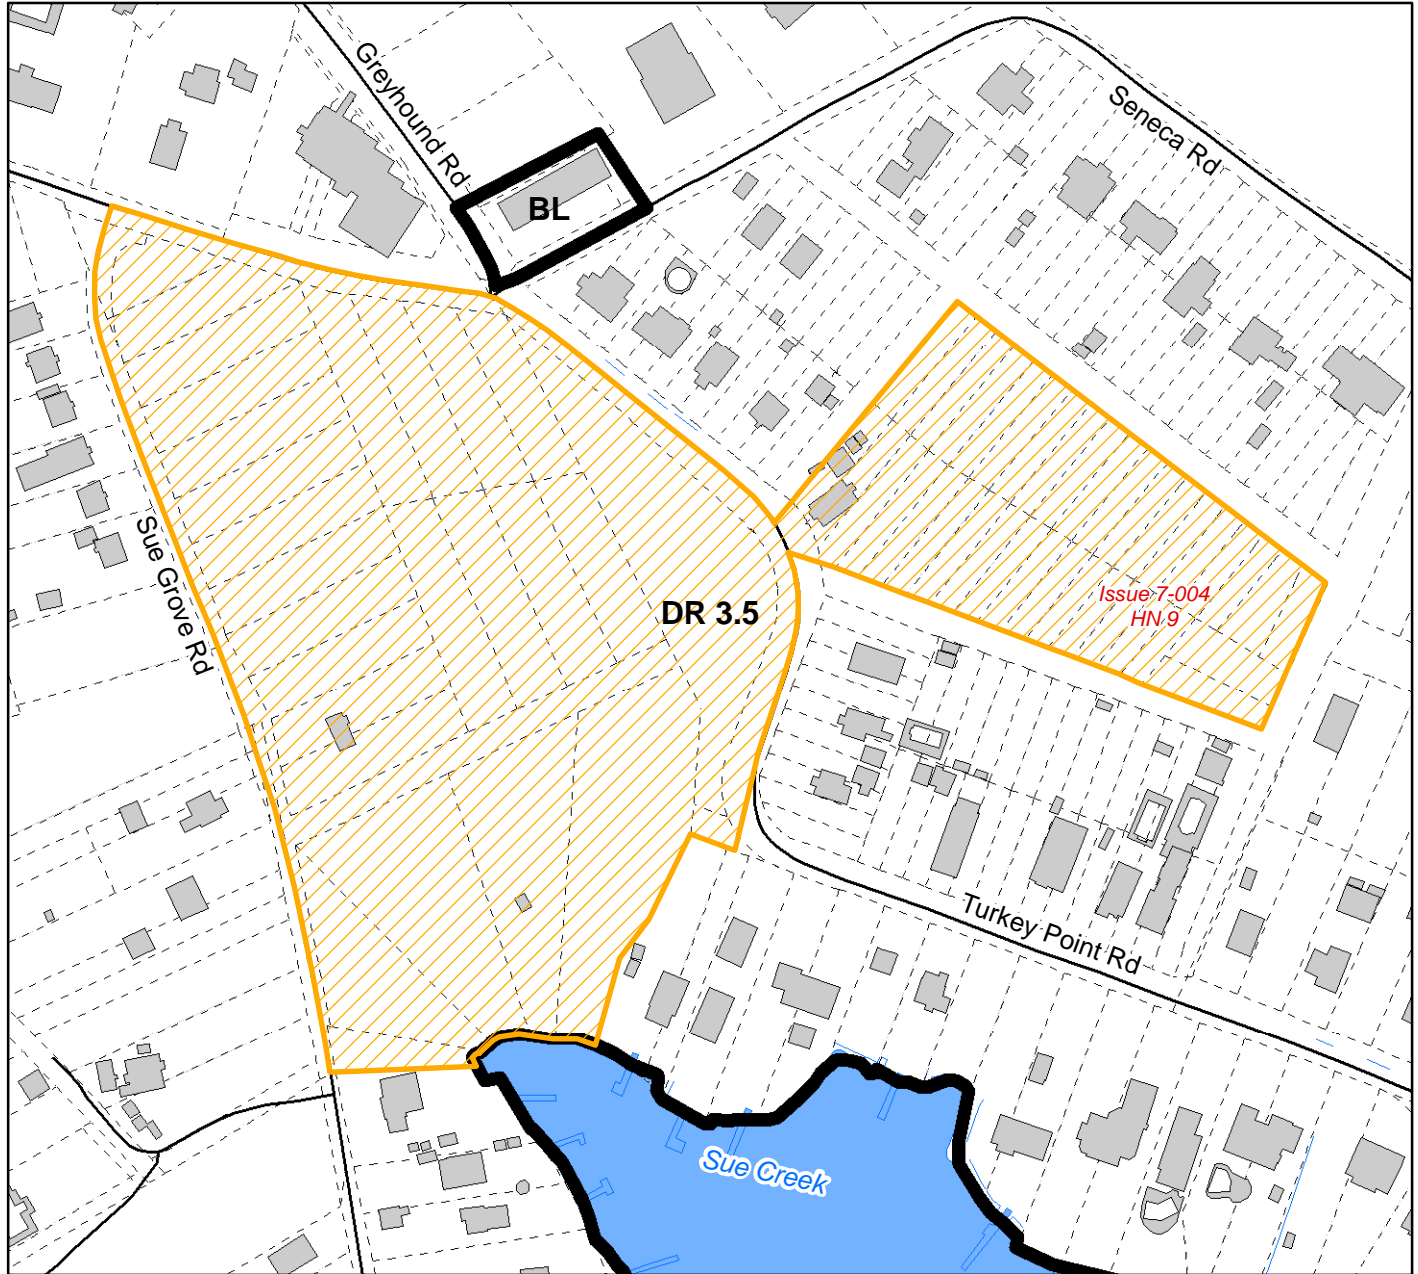 Greyhound Rd
Seneca Rd
BL
Sue Grove Rd
DR 3.5
Issue 7-004
HN 9
Turkey Point Rd
Sue Creek